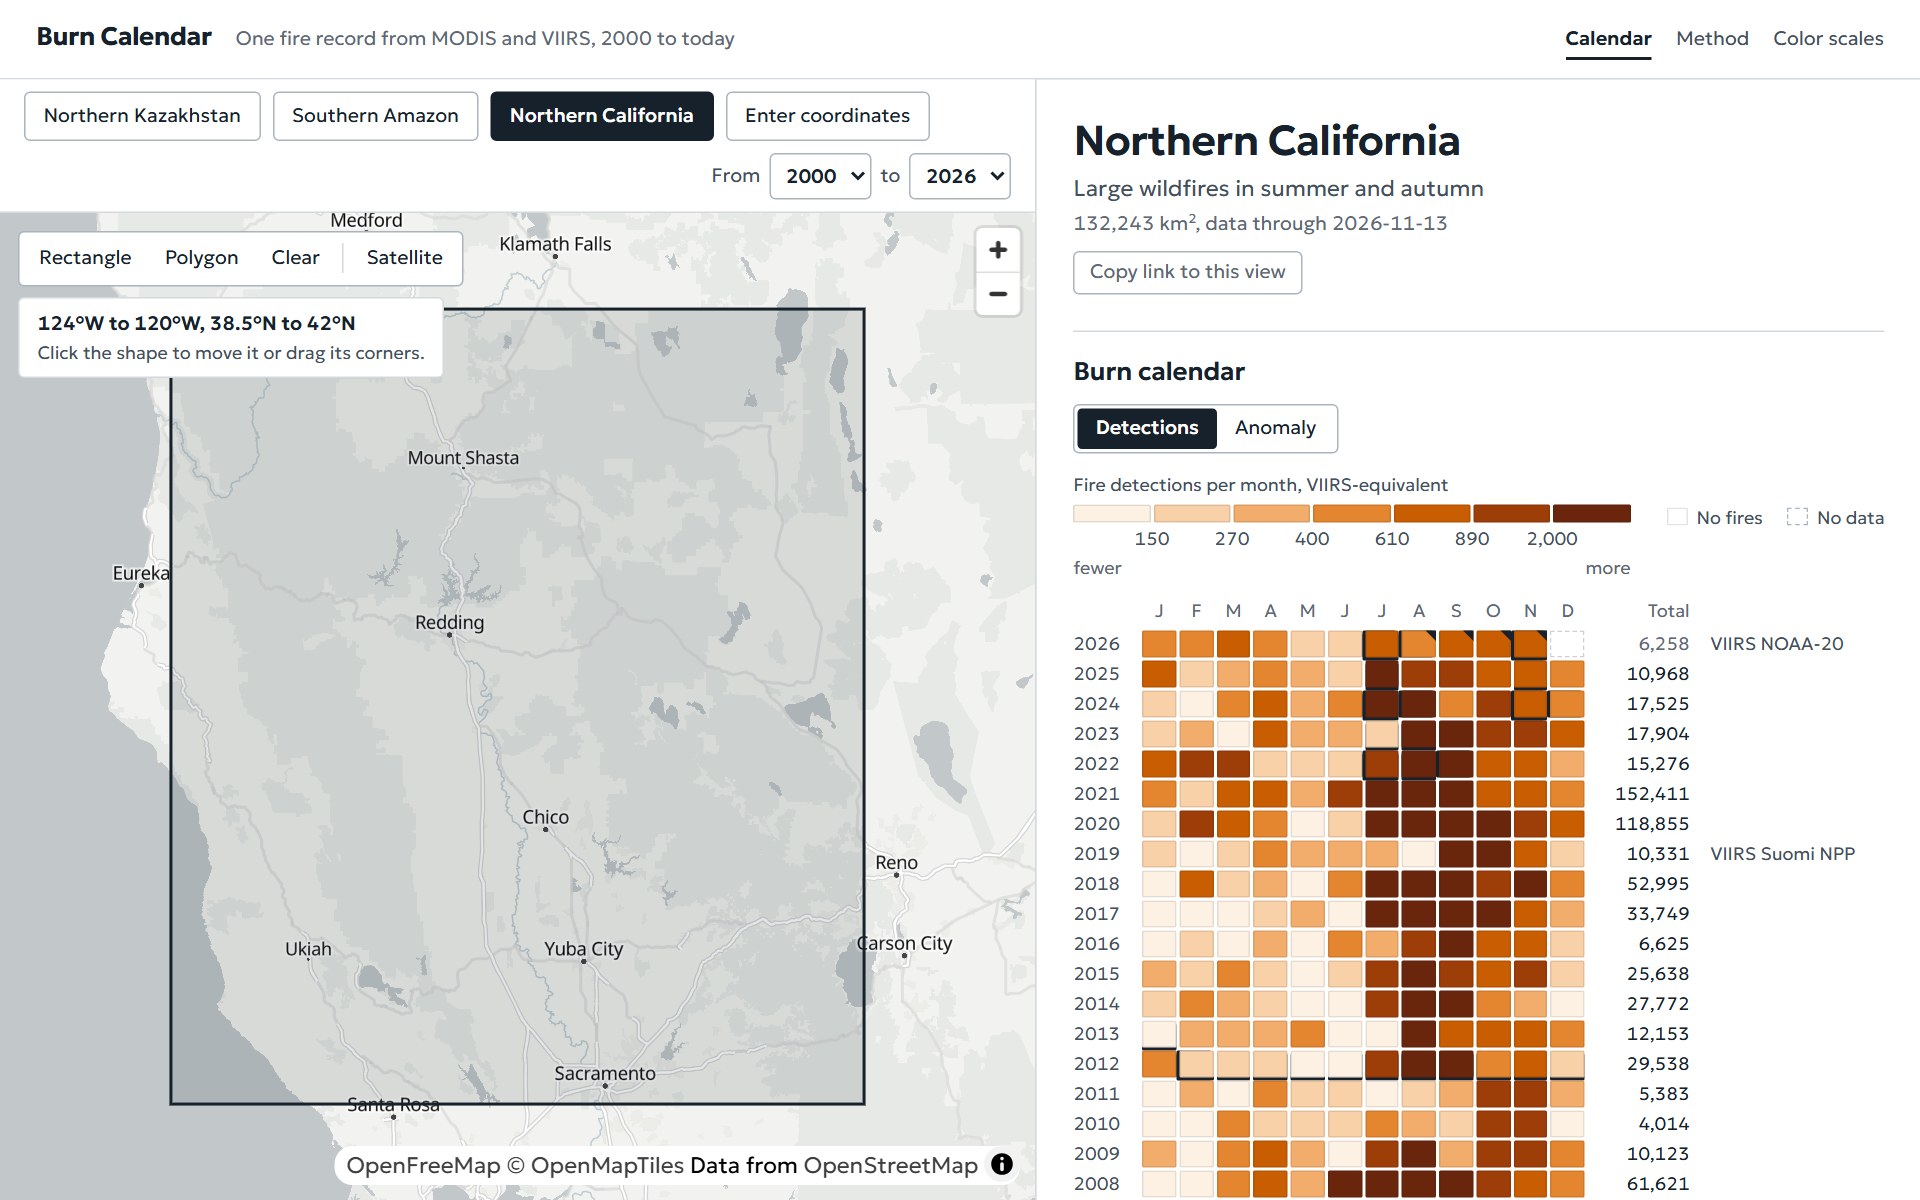 Burn Calendar One fire record from MODIS and VIIRS, 2000 to today
Calendar Method Color scales
Northern Kazakhstan Southern Amazon Northern California Enter coordinates
From 2000 to 2026
Rectangle Polygon Clear Satellite
124°W to 120°W, 38.5°N to 42°N
Click the shape to move it or drag its corners.
Medford
Klamath Falls
Mount Shasta
Eureka
Redding
Chico
Reno
Ukiah
Yuba City
Carson City
Sacramento
Santa Rosa
OpenFreeMap © OpenMapTiles Data from OpenStreetMap
Northern California
Large wildfires in summer and autumn
132,243 km², data through 2026-11-13
Copy link to this view
Burn calendar
Detections Anomaly
Fire detections per month, VIIRS-equivalent
150 270 400 610 890 2,000
No fires No data
fewer more
J F M A M J J A S O N D Total
2026 6,258 VIIRS NOAA-20
2025 10,968
2024 17,525
2023 17,904
2022 15,276
2021 152,411
2020 118,855
2019 10,331 VIIRS Suomi NPP
2018 52,995
2017 33,749
2016 6,625
2015 25,638
2014 27,772
2013 12,153
2012 29,538
2011 5,383
2010 4,014
2009 10,123
2008 61,621